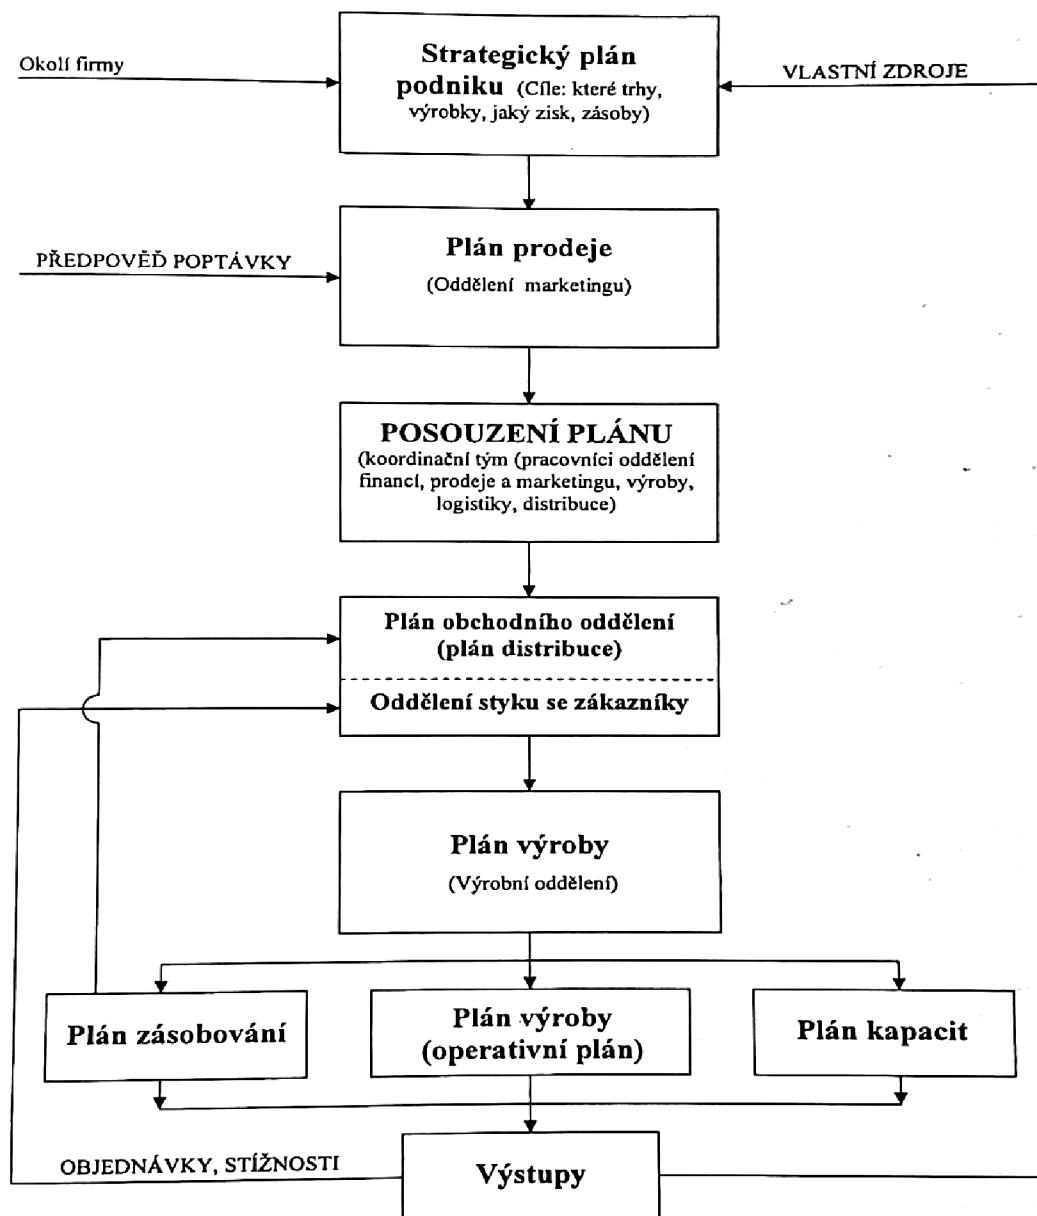 Okolí firmy
Strategický plán
podniku (Cíle: které trhy,
výrobky, jaký zisk, zásoby)
VLASTNÍ ZDROJE
PŘEDPOVĚĎ POPTÁVKY
Plán prodeje
(Oddělení marketingu)
POSOUZENÍ PLÁNU
(koordinační tým (pracovníci oddělení
financí, prodeje a marketingu, výroby,
logistiky, distribuce)
Plán obchodního oddělení
(plán distribuce)
Oddělení styku se zákazníky
Plán výroby
(Výrobní oddělení)
Plán zásobování
Plán výroby
(operativní plán)
Plán kapacit
OBJEDNÁVKY, STÍŽNOSTI
Výstupy